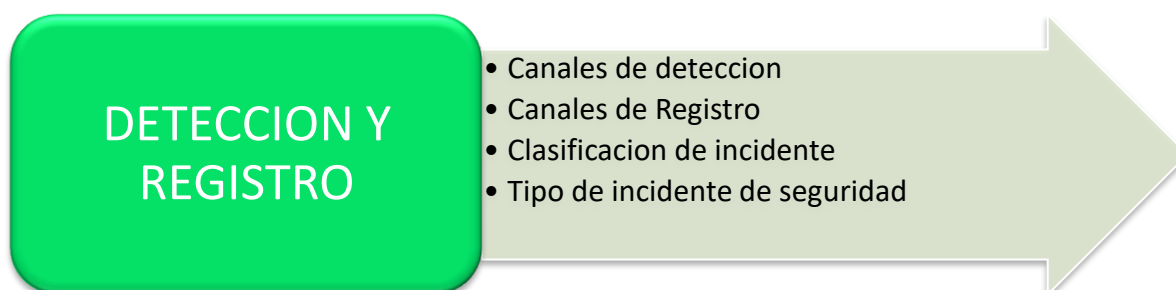 DETECCION Y
REGISTRO
• Canales de deteccion
• Canales de Registro
• Clasificacion de incidente
• Tipo de incidente de seguridad